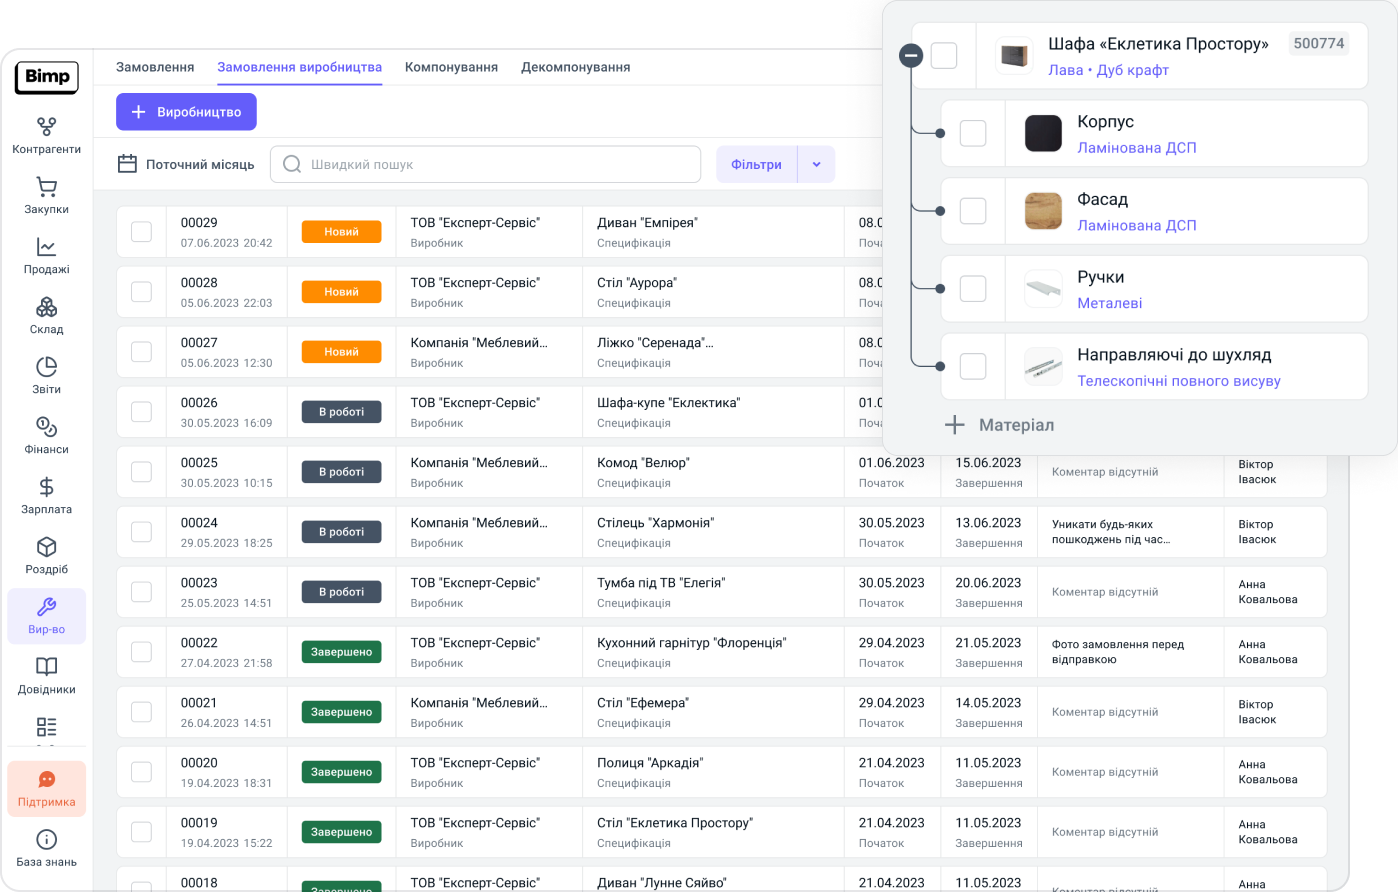 Bimp
Контрагенти
Закупки
Продажі
Склад
Звіти
Фінанси
Зарплата
Роздріб
Вир-во
Довідники
Підтримка
База знань
Замовлення
Замовлення виробництва
Компонування
Декомпонування
Виробництво
Поточний місяць
Швидкий пошук
Фільтри
00029
07.06.2023 20:42
Новий
ТОВ "Експерт-Сервіс"
Виробник
Диван "Емпірея"
Специфікація
08.0
Поча
00028
05.06.2023 22:03
Новий
ТОВ "Експерт-Сервіс"
Виробник
Стіл "Аурора"
Специфікація
08.0
Поча
00027
05.06.2023 12:30
Новий
Компанія "Меблевий...
Виробник
Ліжко "Серенада"...
Специфікація
08.0
Поча
00026
30.05.2023 16:09
В роботі
ТОВ "Експерт-Сервіс"
Виробник
Шафа-купе "Еклектика"
Специфікація
01.0
Поча
00025
30.05.2023 10:15
В роботі
Компанія "Меблевий...
Виробник
Комод "Велюр"
Специфікація
01.06.2023
Початок
15.06.2023
Завершення
Коментар відсутній
Віктор
Івасюк
00024
29.05.2023 18:25
В роботі
Компанія "Меблевий...
Виробник
Стілець "Хармонія"
Специфікація
30.05.2023
Початок
13.06.2023
Завершення
Уникати будь-яких
пошкоджень під час...
Віктор
Івасюк
00023
25.05.2023 14:51
В роботі
ТОВ "Експерт-Сервіс"
Виробник
Тумба під ТВ "Елегія"
Специфікація
30.05.2023
Початок
20.06.2023
Завершення
Коментар відсутній
Анна
Ковальова
00022
27.04.2023 21:58
Завершено
ТОВ "Експерт-Сервіс"
Виробник
Кухонний гарнітур "Флоренція"
Специфікація
29.04.2023
Початок
21.05.2023
Завершення
Фото замовлення перед
відправкою
Анна
Ковальова
00021
26.04.2023 14:51
Завершено
Компанія "Меблевий...
Виробник
Стіл "Ефемера"
Специфікація
29.04.2023
Початок
14.05.2023
Завершення
Коментар відсутній
Віктор
Івасюк
00020
19.04.2023 18:31
Завершено
ТОВ "Експерт-Сервіс"
Виробник
Полиця "Аркадія"
Специфікація
21.04.2023
Початок
11.05.2023
Завершення
Коментар відсутній
Анна
Ковальова
00019
19.04.2023 15:22
Завершено
ТОВ "Експерт-Сервіс"
Виробник
Стіл "Еклетика Простору"
Специфікація
21.04.2023
Початок
11.05.2023
Завершення
Коментар відсутній
Анна
Ковальова
00018
Завершено
ТОВ "Експерт-Сервіс"
Диван "Лунне Сяйво"
21.04.2023
11.05.2023
Коментар відсутній
Анна
Шафа «Еклетика Простору»
500774
Лава • Дуб крафт
Корпус
Ламінована ДСП
Фасад
Ламінована ДСП
Ручки
Металеві
Направляючі до шухляд
Телескопічні повного висуву
Матеріал